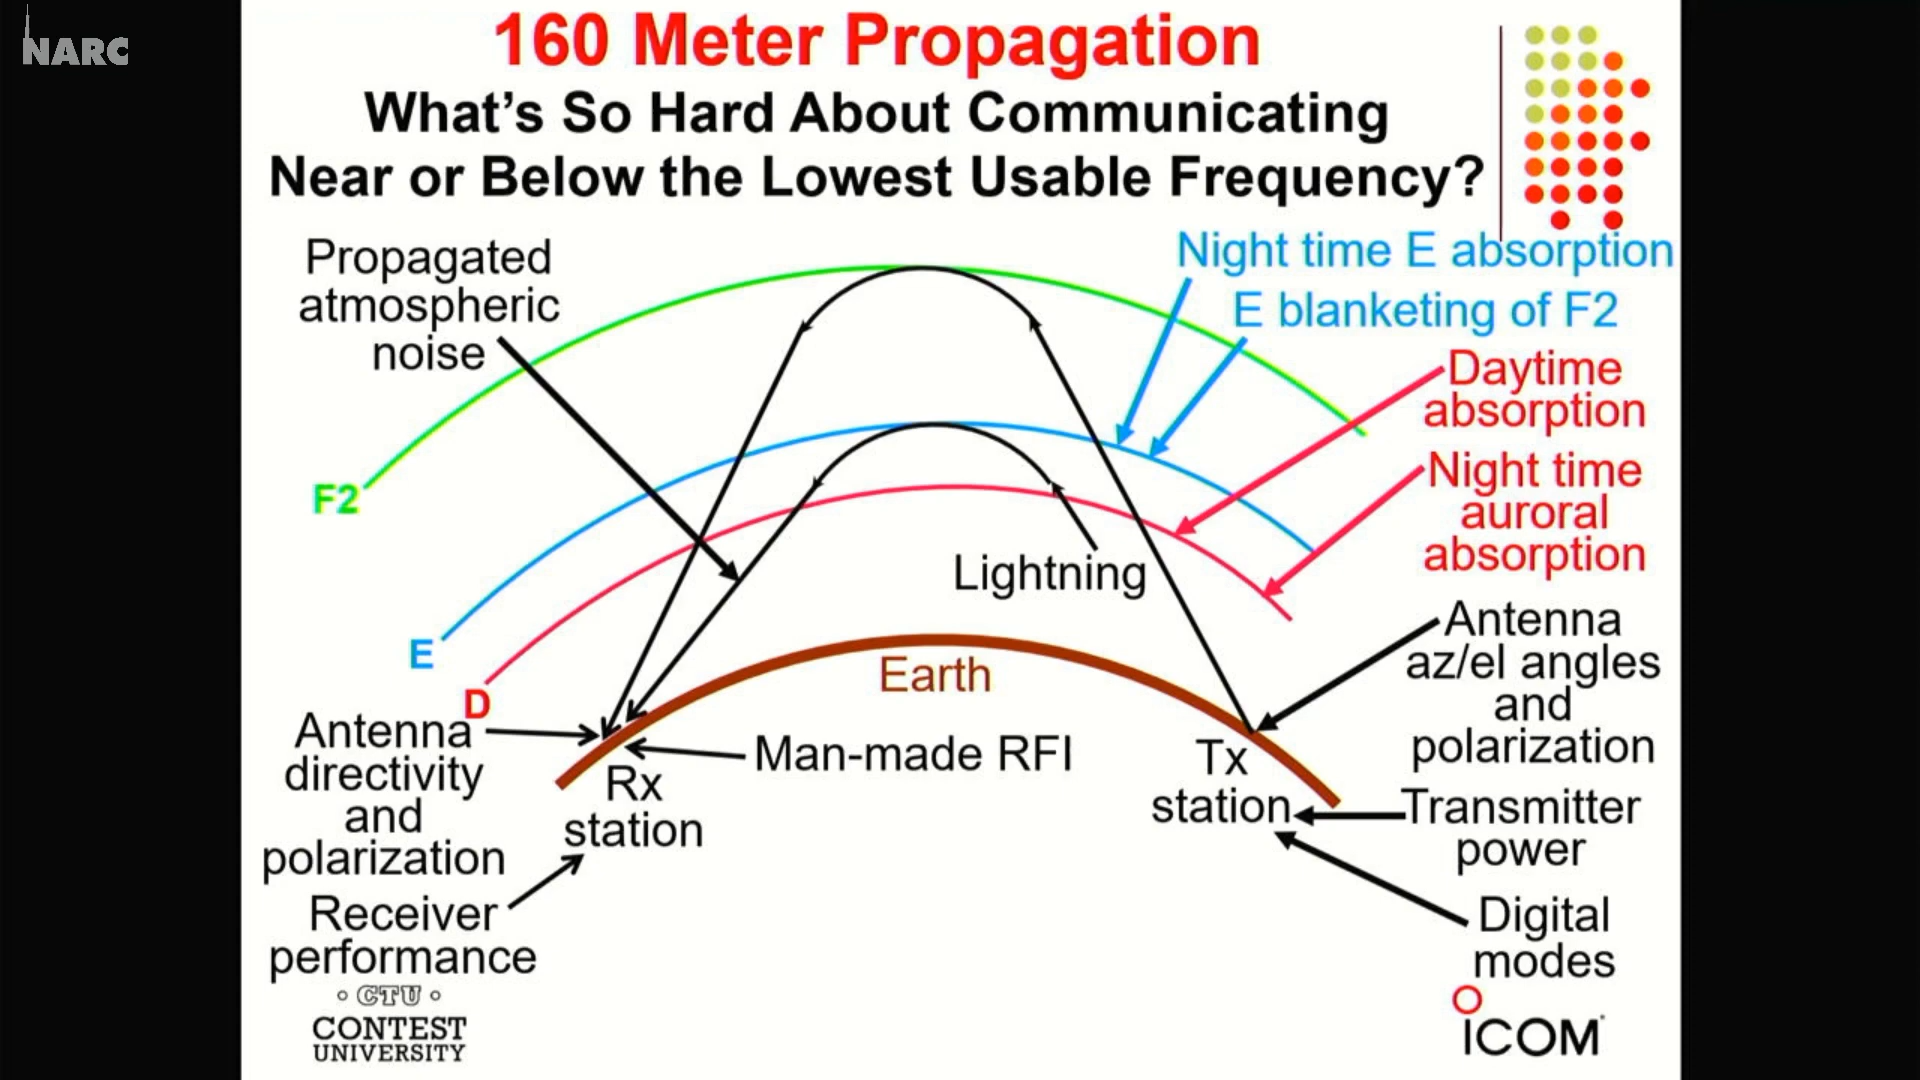 NARC
160 Meter Propagation
What's So Hard About Communicating
Near or Below the Lowest Usable Frequency?
Propagated
atmospheric
noise
Night time E absorption
E blanketing of F2
Daytime
absorption
Night time
auroral
absorption
F2
E
D
Lightning
Earth
Antenna
az/el angles
and
polarization
Antenna
directivity
and
polarization
Man-made RFI
Rx
station
Tx
station
Transmitter
power
Receiver
performance
Digital
modes
CTU
CONTEST
UNIVERSITY
ICOM